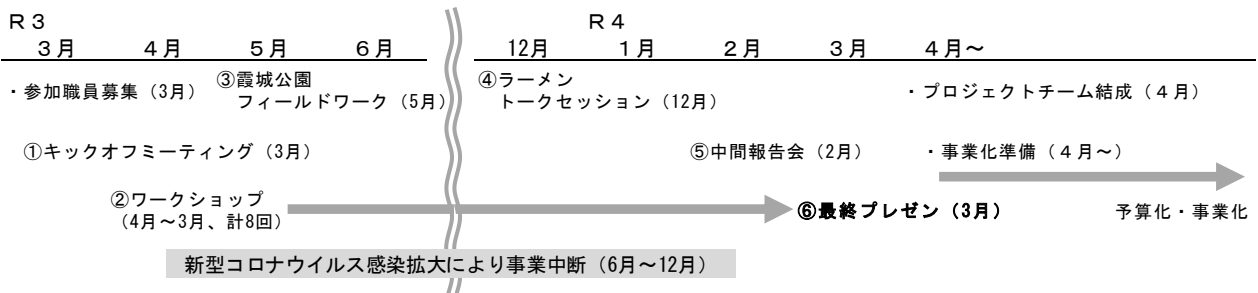 Ｒ３ Ｒ４
３月 ４月 ５月 ６月 12月 １月 ２月 ３月 ４月～
・参加職員募集（3月） ③霞城公園 ④ラーメン ・プロジェクトチーム結成（４月）
フィールドワーク（5月） トークセッション（12月）
①キックオフミーティング（3月） ⑤中間報告会（2月） ・事業化準備（４月～）
②ワークショップ
（4月～3月、計8回） ⑥最終プレゼン（3月） 予算化・事業化
新型コロナウイルス感染拡大により事業中断（6月～12月）